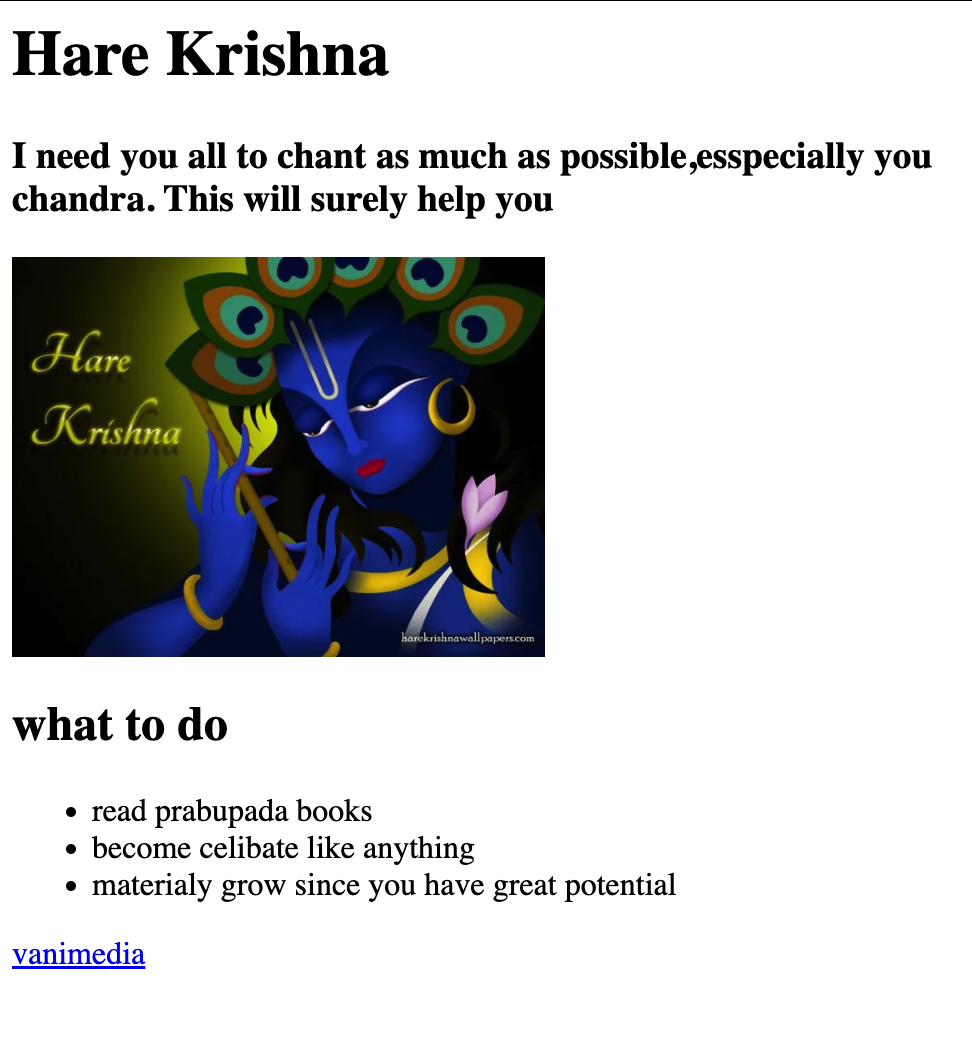 Hare Krishna
I need you all to chant as much as possible,esspecially you
chandra. This will surely help you
Hare
Krishna
harekrishnawallpapers.com
what to do
read prabupada books
become celibate like anything
materialy grow since you have great potential
vanimedia